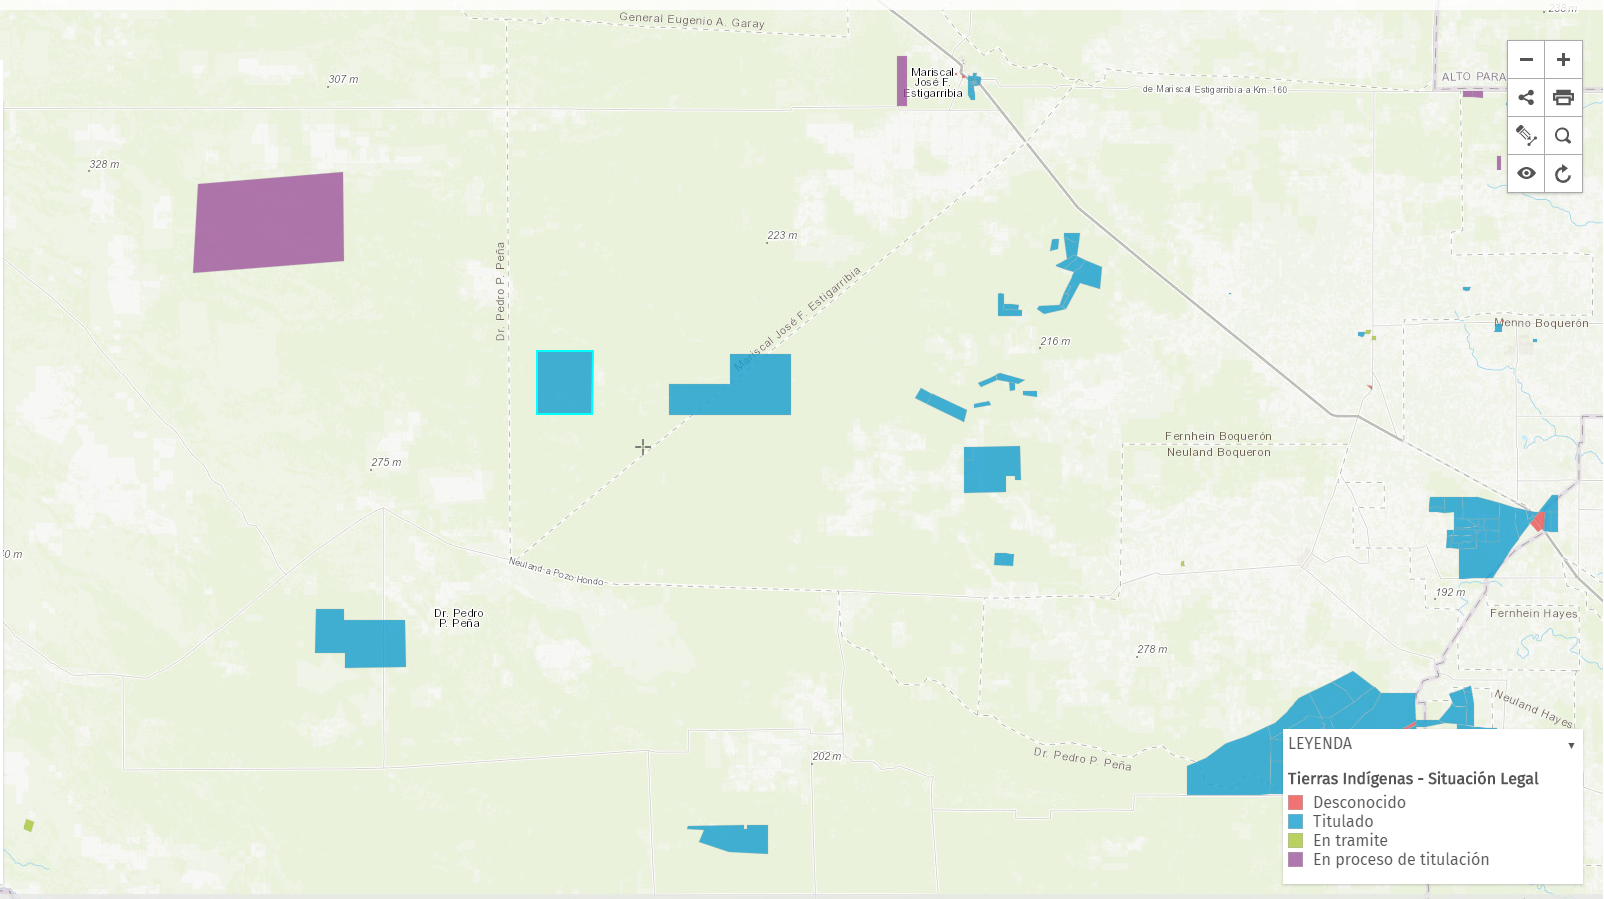 General Eugenio A. Garay
238 m
307 m
Mariscal
José F.
Estigarribia
ALTO PARA
de Mariscal Estigarribia a Km. 160
328 m
223 m
Dr. Pedro P. Peña
Mariscal José F. Estigarribia
Menno Boquerón
216 m
Fernhein Boquerón
Neuland Boqueron
275 m
0 m
Neuland-a Pozo Hondo
192 m
Dr. Pedro
P. Peña
Fernhein Hayes
278 m
Neuland Hayes
Dr. Pedro P. Peña
202 m
LEYENDA
Tierras Indígenas - Situación Legal
Desconocido
Titulado
En tramite
En proceso de titulación